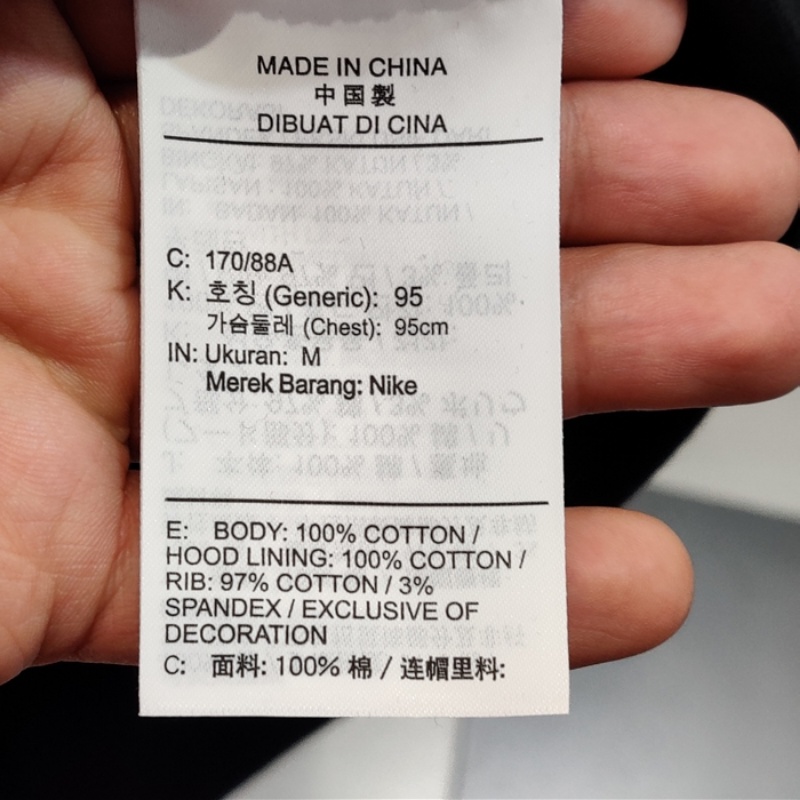 MADE IN CHINA
中国製
DIBUAT DI CINA
C: 170/88A
K: 호칭 (Generic): 95
가슴둘레 (Chest): 95cm
IN: Ukuran: M
Merek Barang: Nike
E: BODY: 100% COTTON /
HOOD LINING: 100% COTTON /
RIB: 97% COTTON / 3%
SPANDEX / EXCLUSIVE OF
DECORATION
C: 面料: 100% 棉 / 连帽里料: